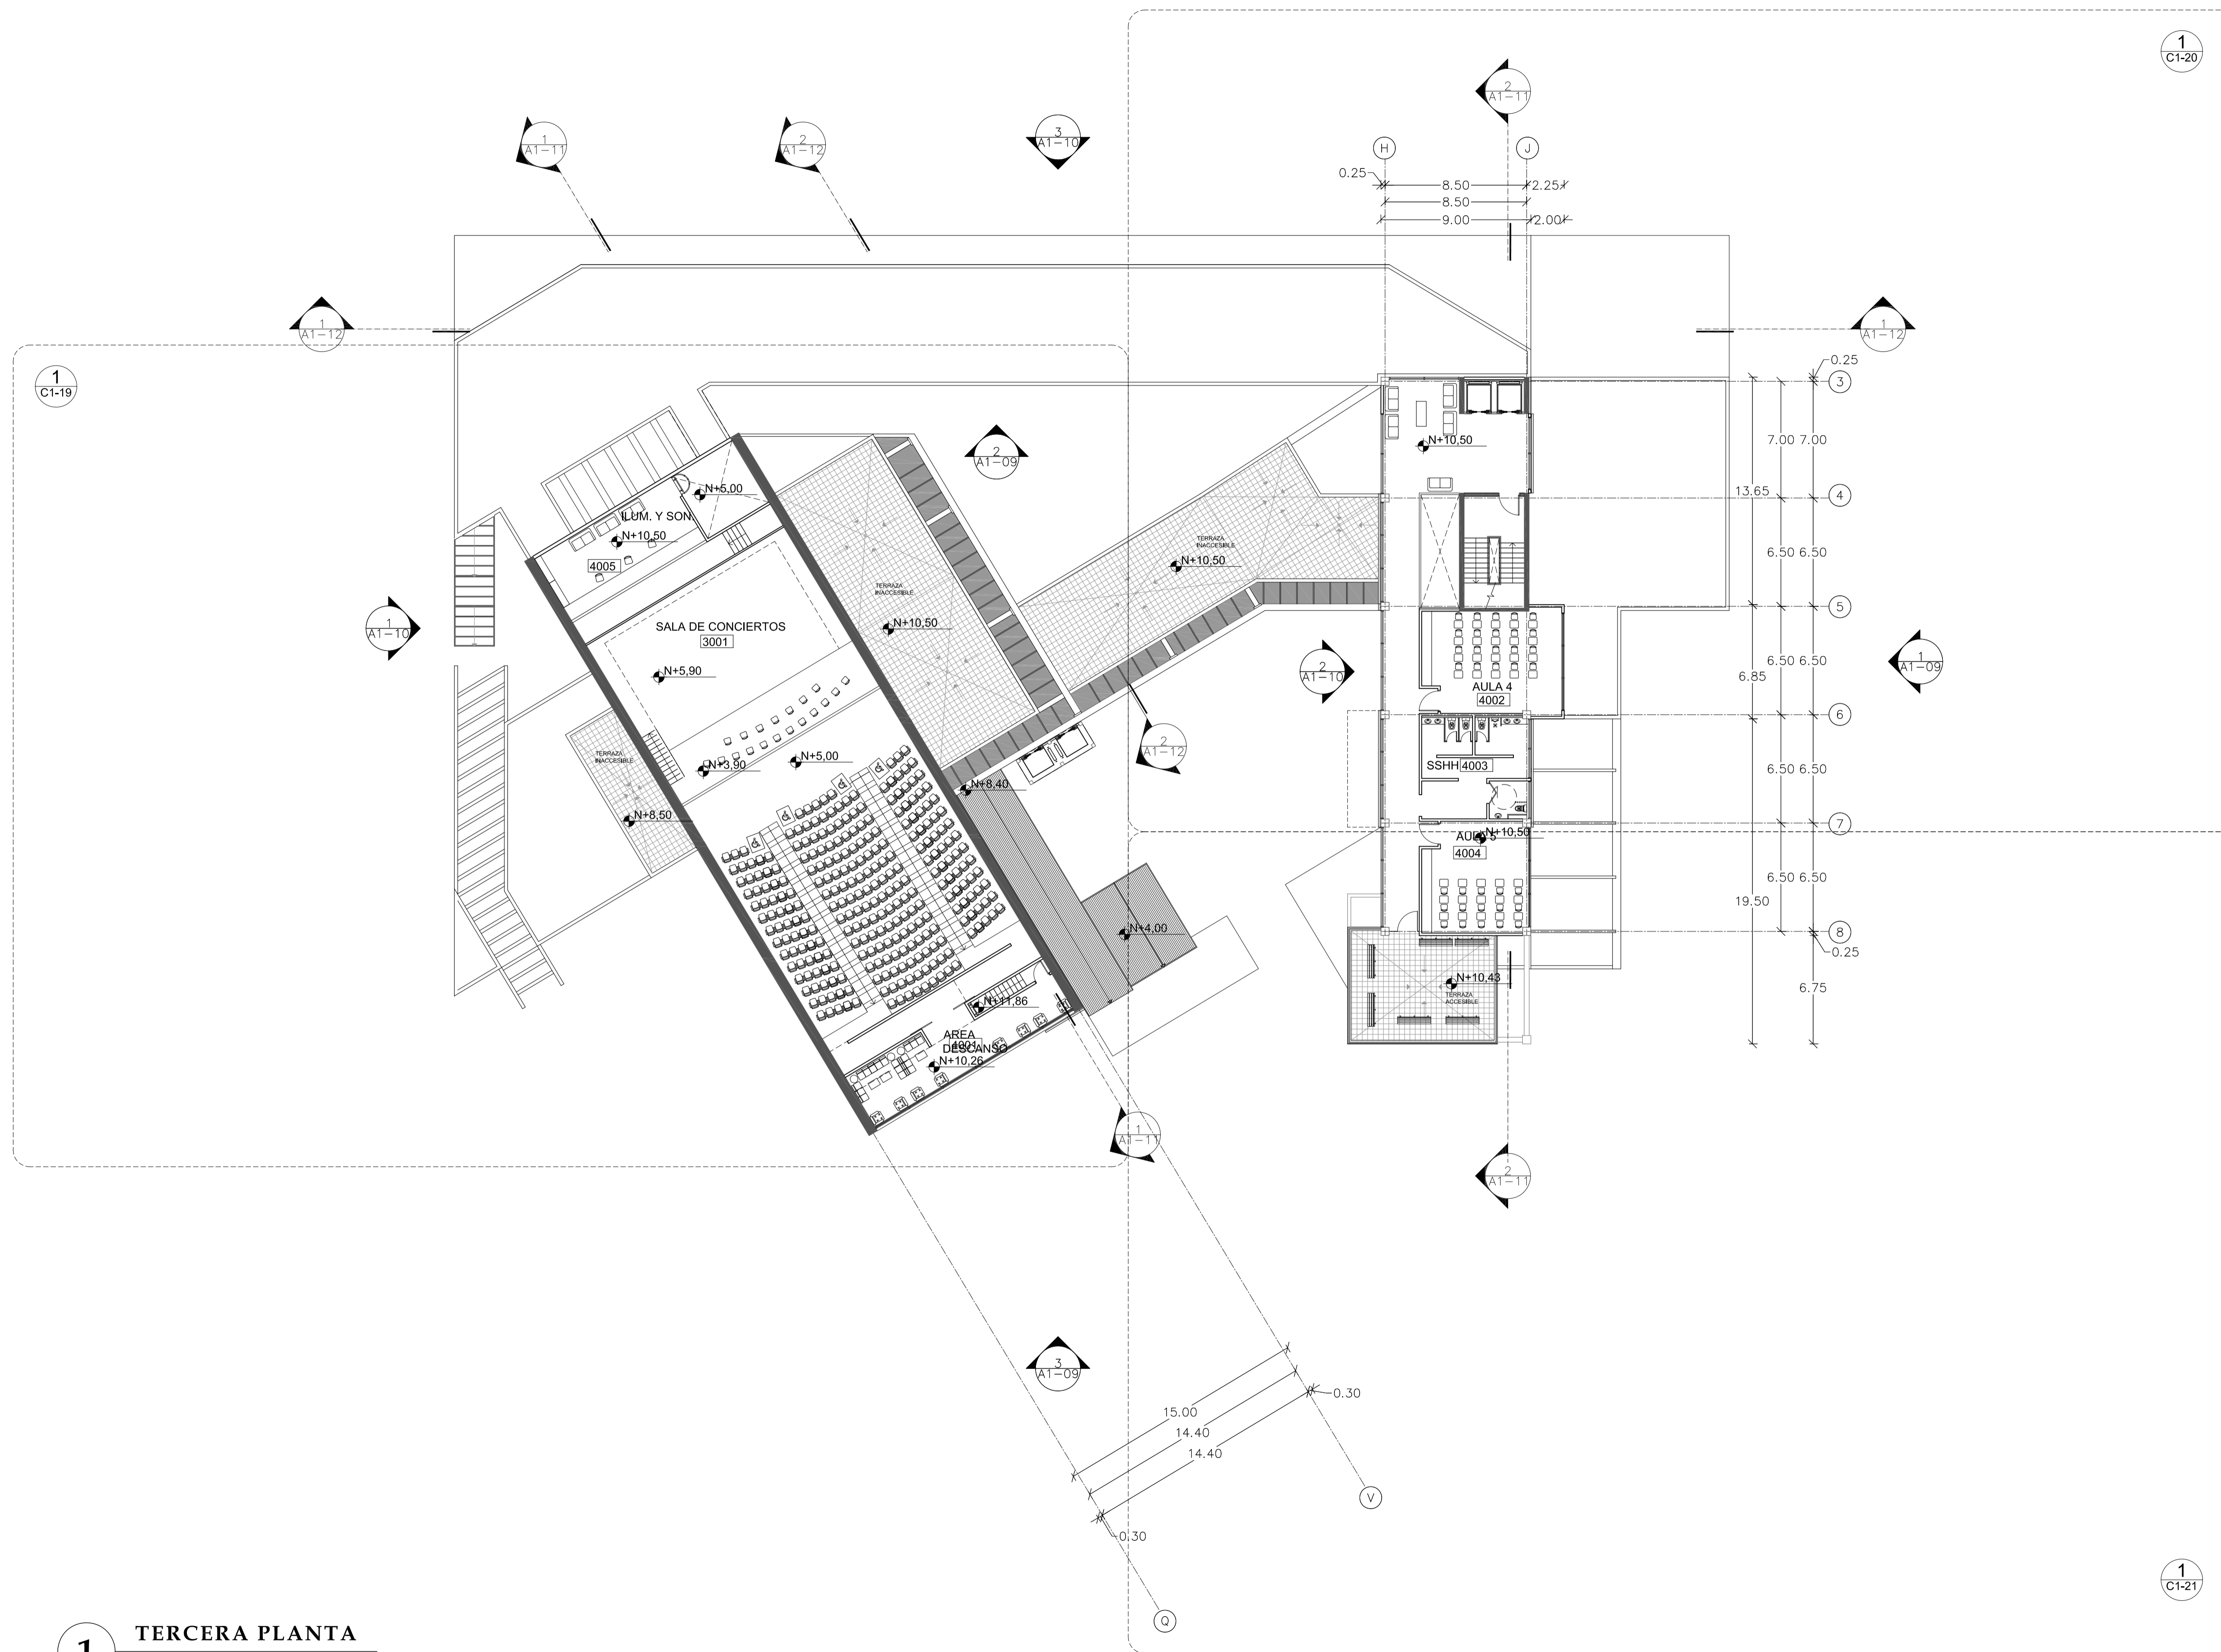 1
C1-20
2
A1-11
1
A1-11
2
A1-12
3
A1-10
H
J
0.25
8.50
2.25
8.50
9.00
2.00
1
A1-12
1
A1-12
1
C1-19
0.25
3
2
A1-09
N+10,50
7.00
7.00
N+5,00
13.65
4
ILUM. Y SON.
N+10,50
4005
TERRAZA
INACCESIBLE
N+10,50
6.50
6.50
TERRAZA
INACCESIBLE
N+10,50
5
1
A1-10
SALA DE CONCIERTOS
3001
N+5,90
2
A1-10
6.50
6.50
6.85
1
A1-09
AULA 4
4002
6
TERRAZA
INACCESIBLE
N+3,90
N+5,00
2
A1-12
SSHH
4003
6.50
6.50
N+8,40
N+8,50
7
N+10,50
AULA 5
4004
6.50
6.50
19.50
N+4,00
8
0.25
N+10,43
TERRAZA
ACCESIBLE
6.75
N+11,86
AREA
4001
DESCANSO
N+10,26
1
A1-11
2
A1-11
3
A1-09
0.30
15.00
14.40
14.40
V
0.30
1
C1-21
Q
TERCERA PLANTA
1